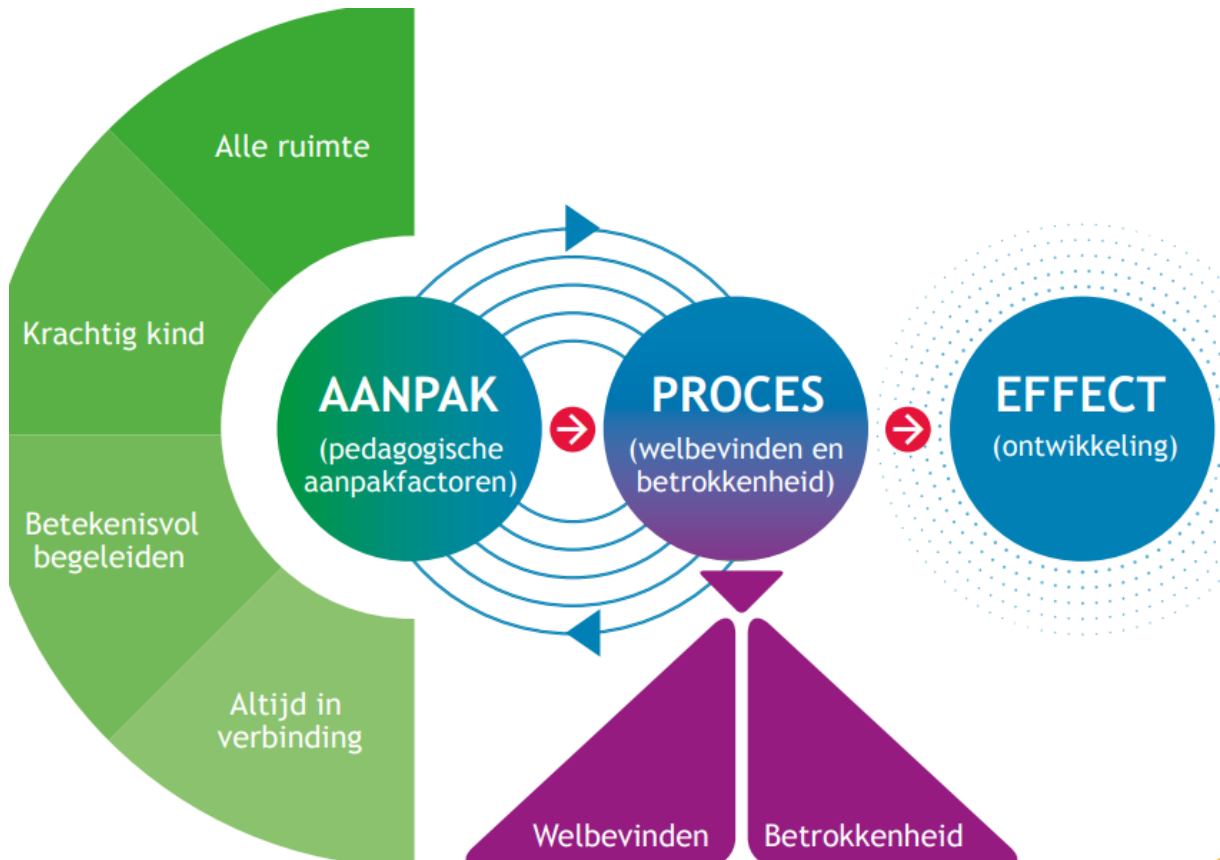 Alle ruimte
Krachtig kind
Betekenisvol
begeleiden
Altijd in
verbinding
AANPAK
(pedagogische
aanpakfactoren)
PROCES
(welbevinden en
betrokkenheid)
EFFECT
(ontwikkeling)
Welbevinden
Betrokkenheid